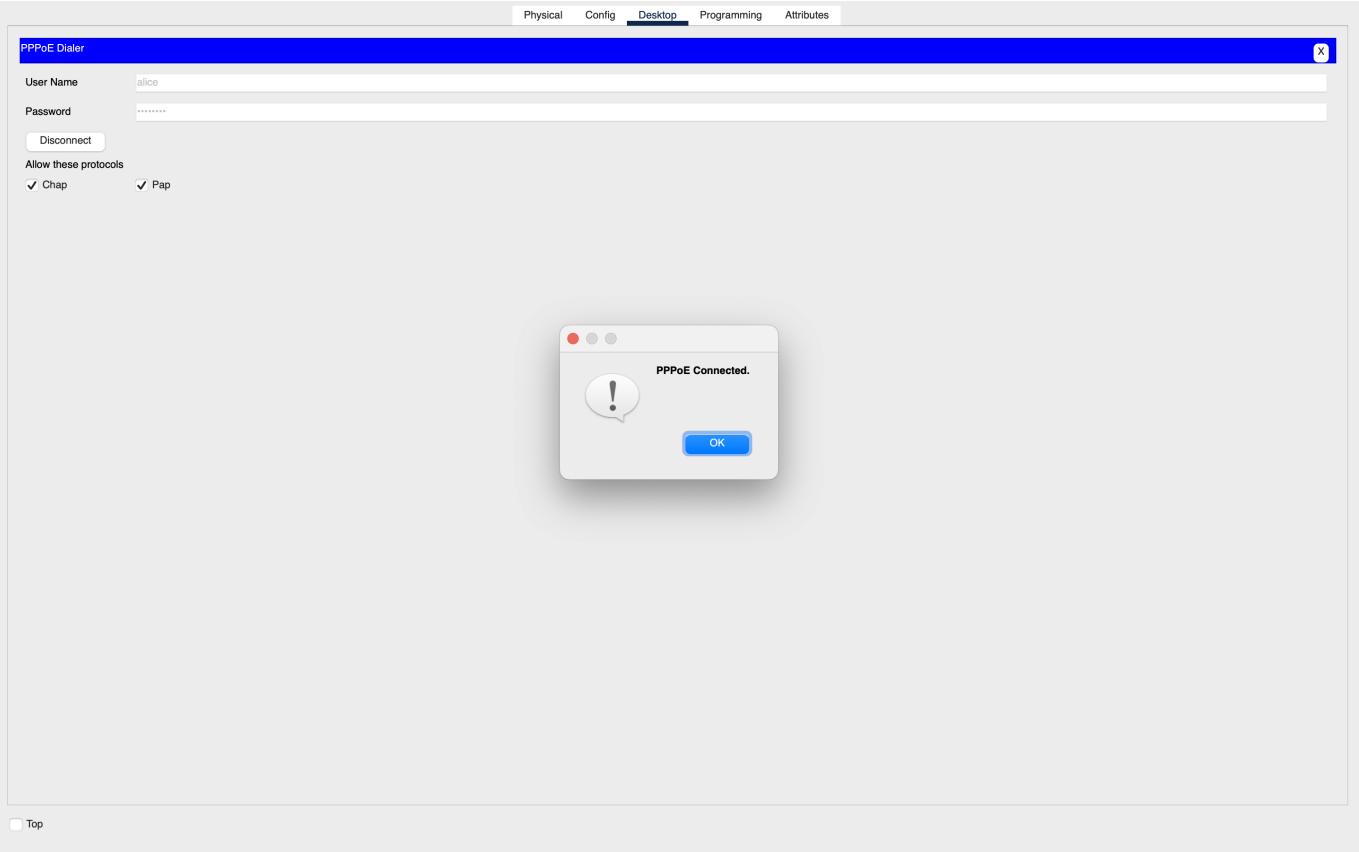 Physical Config Desktop Programming Attributes
PPPoE Dialer X
User Name alice
Password ••••••••
Disconnect
Allow these protocols
Chap Pap
PPPoE Connected.
OK
Top